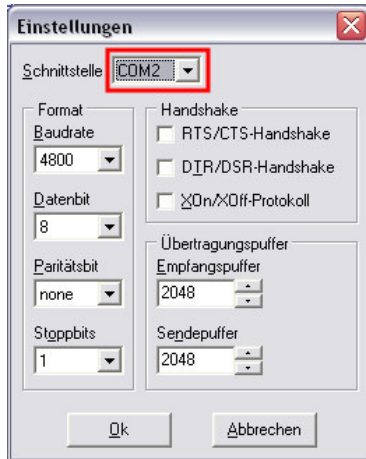 Einstellungen
Schnittstelle COM2
Format
Baudrate
4800
Datenbit
8
Paritätsbit
none
Stoppbits
1
Handshake
RTS/CTS-Handshake
DTR/DSR-Handshake
XOn/XOff-Protokoll
Übertragungspuffer
Empfangspuffer
2048
Sendepuffer
2048
Ok
Abbrechen